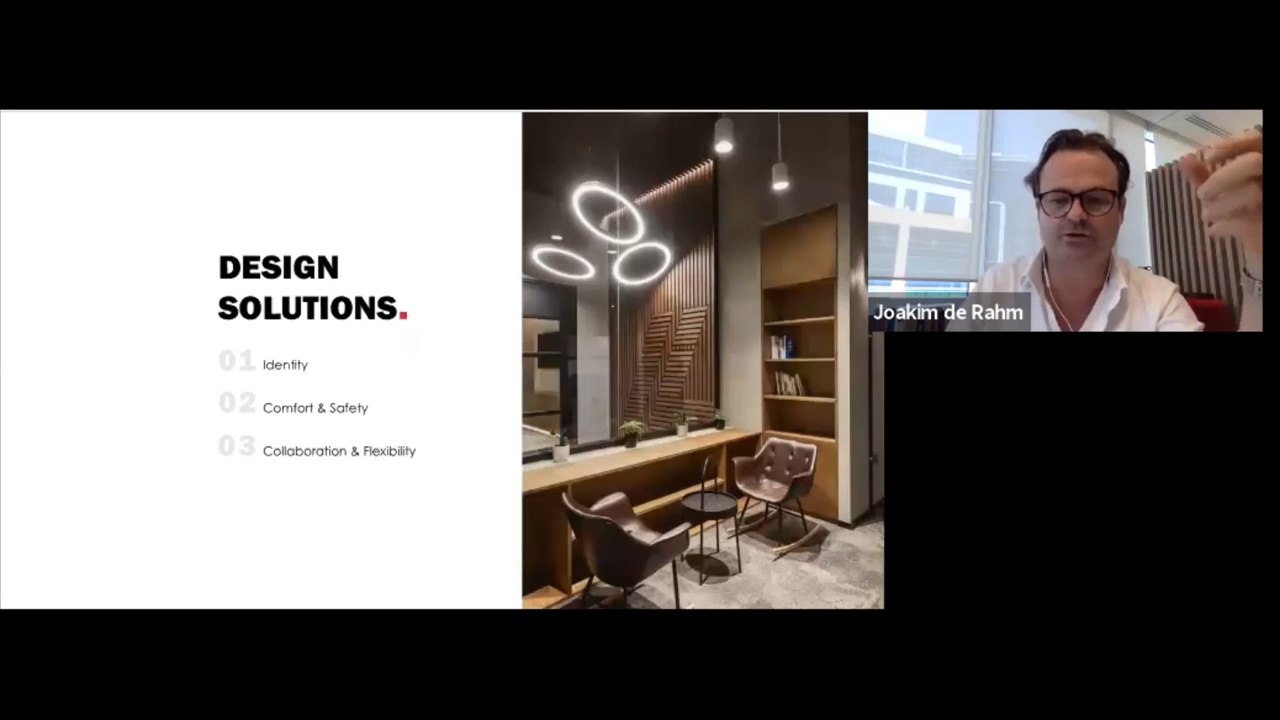 DESIGN
SOLUTIONS.
01 Identity
02 Comfort & Safety
03 Collaboration & Flexibility
Joakim de Rahm